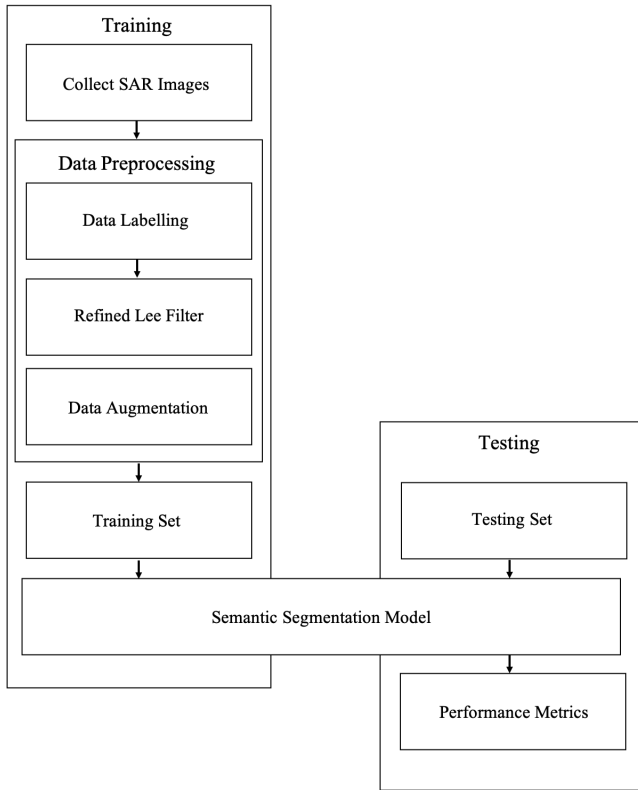 Training
Collect SAR Images
Data Preprocessing
Data Labelling
Refined Lee Filter
Data Augmentation
Training Set
Testing
Testing Set
Semantic Segmentation Model
Performance Metrics